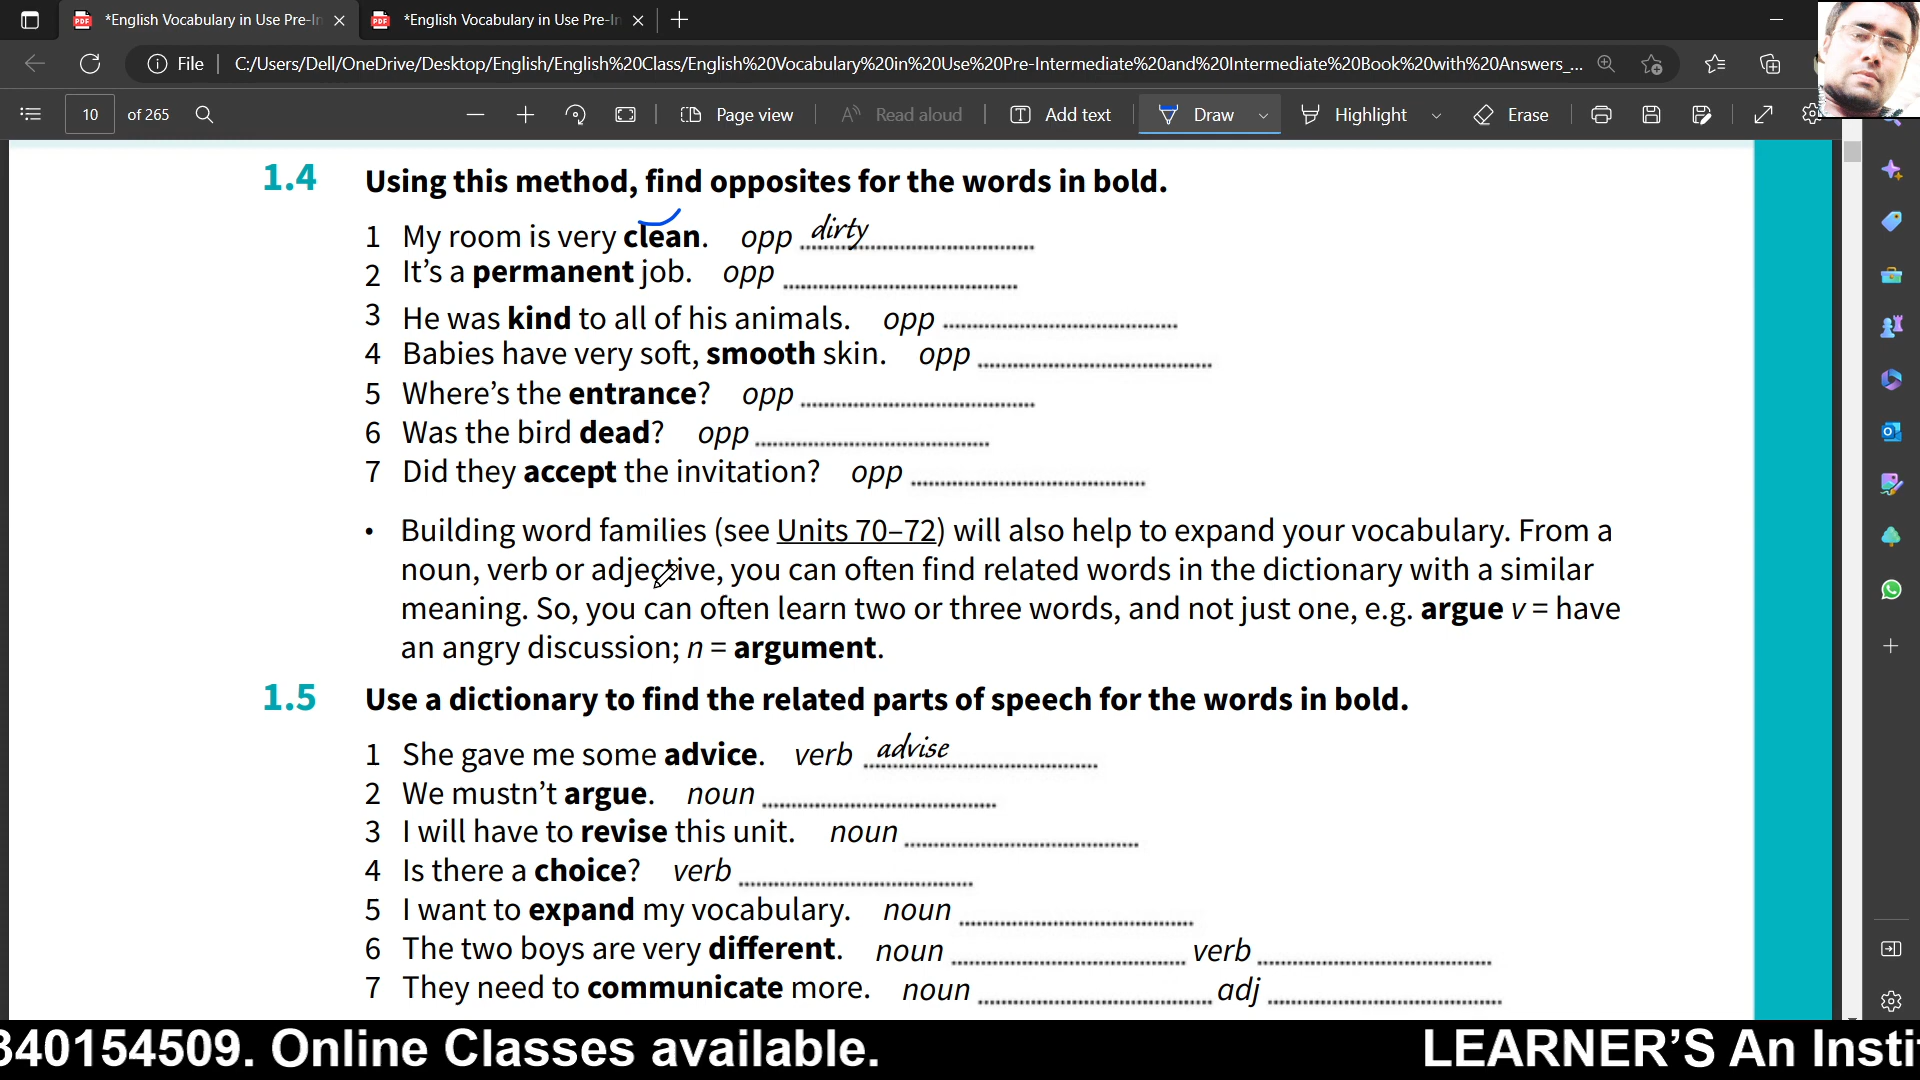 *English Vocabulary in Use Pre-In
*English Vocabulary in Use Pre-In
File
C:/Users/Dell/OneDrive/Desktop/English/English%20Class/English%20Vocabulary%20in%20Use%20Pre-Intermediate%20and%20Intermediate%20Book%20with%20Answers_...
10 of 265
Page view
Read aloud
Add text
Draw
Highlight
Erase
1.4 Using this method, find opposites for the words in bold.
1 My room is very clean. opp dirty
2 It's a permanent job. opp
3 He was kind to all of his animals. opp
4 Babies have very soft, smooth skin. opp
5 Where's the entrance? opp
6 Was the bird dead? opp
7 Did they accept the invitation? opp
• Building word families (see Units 70–72) will also help to expand your vocabulary. From a
noun, verb or adjective, you can often find related words in the dictionary with a similar
meaning. So, you can often learn two or three words, and not just one, e.g. argue v = have
an angry discussion; n = argument.
1.5 Use a dictionary to find the related parts of speech for the words in bold.
1 She gave me some advice. verb advise
2 We mustn't argue. noun
3 I will have to revise this unit. noun
4 Is there a choice? verb
5 I want to expand my vocabulary. noun
6 The two boys are very different. noun verb
7 They need to communicate more. noun adj
340154509. Online Classes available. LEARNER'S An Insti